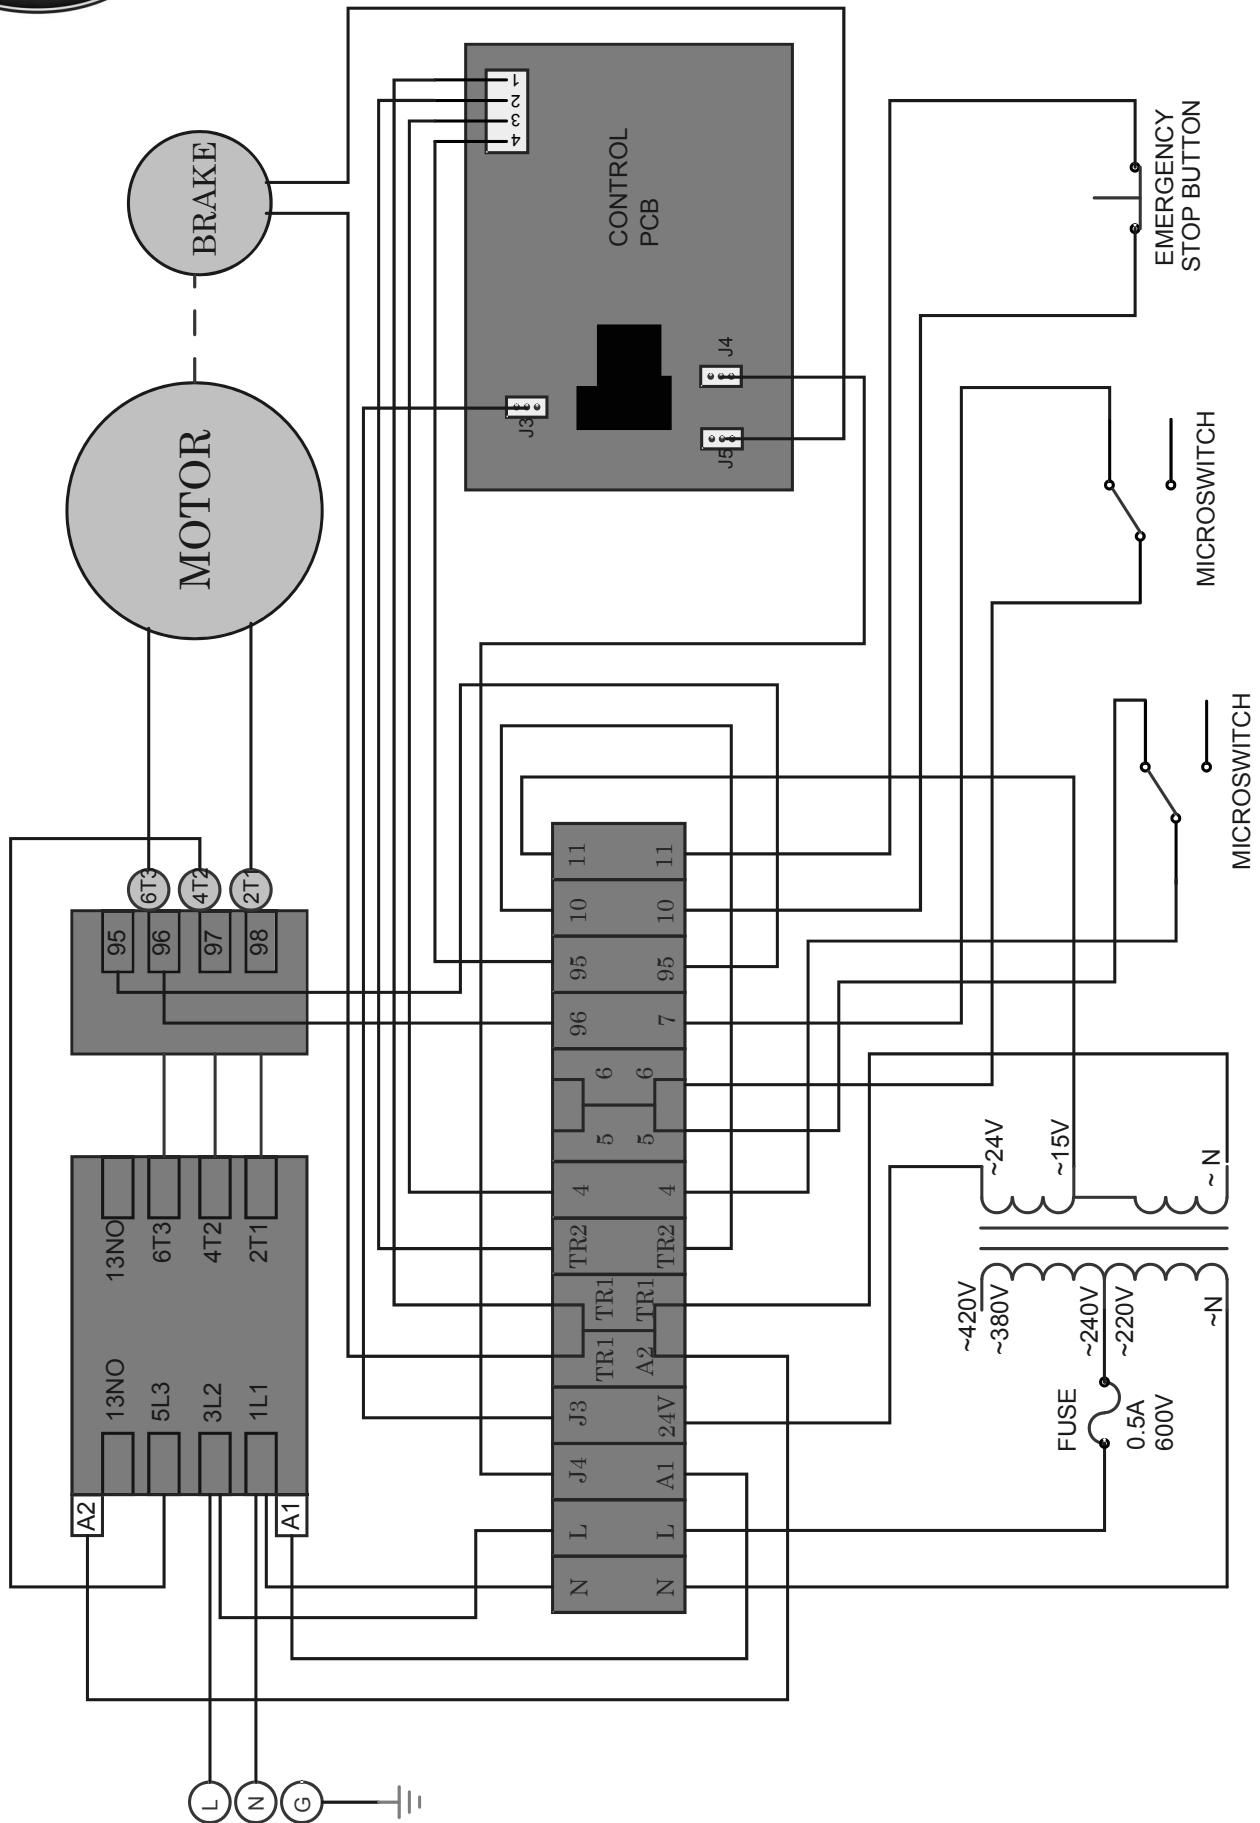 BRAKE
MOTOR
1
2
3
4
CONTROL
PCB
J3
J4
J5
EMERGENCY
STOP BUTTON
MICROSWITCH
MICROSWITCH
6T3
4T2
2T1
95
96
97
98
13NO
6T3
4T2
2T1
13NO
5L3
3L2
1L1
A2
A1
11
11
10
10
95
95
96
7
6
6
5
5
4
4
TR2
TR2
TR1
TR1
TR1
A2
J3
24V
J4
A1
L
L
N
N
~24V
~15V
~ N
~420V
~380V
~240V
~220V
~N
FUSE
0.5A
600V
L
N
G